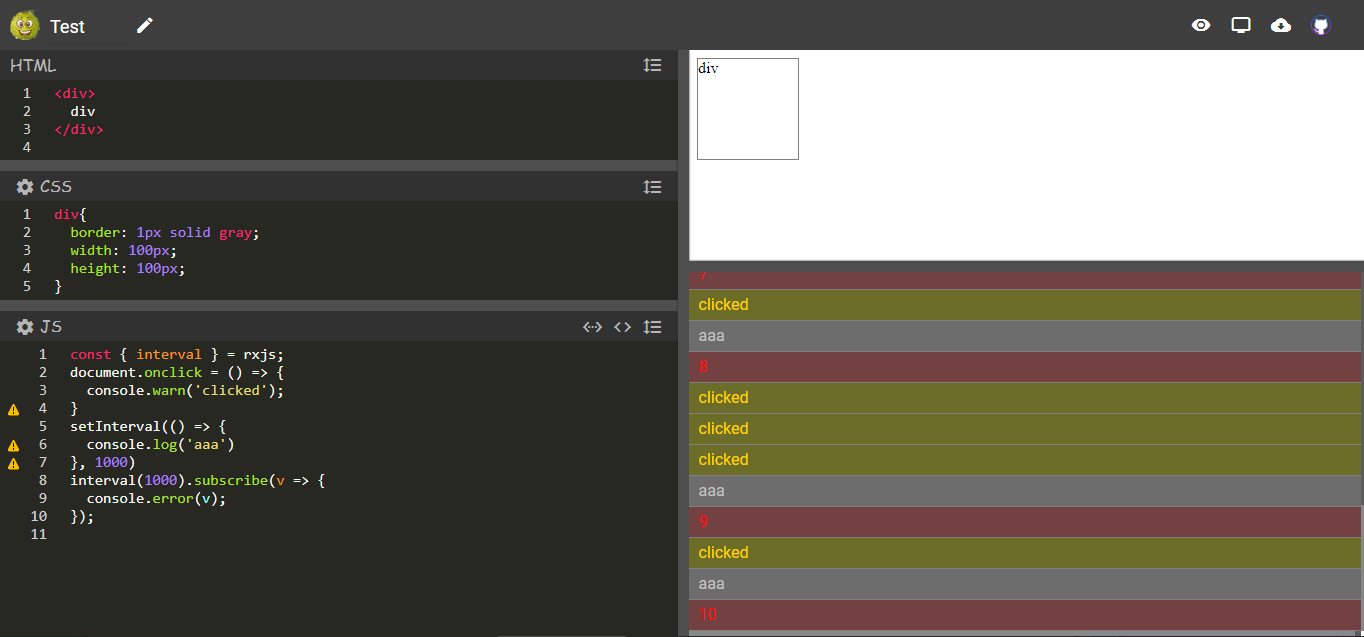 Test
HTML
1 <div>
2 div
3 </div>
4
CSS
1 div{
2 border: 1px solid gray;
3 width: 100px;
4 height: 100px;
5 }
JS
1 const { interval } = rxjs;
2 document.onclick = () => {
3 console.warn('clicked');
4 }
5 setInterval(() => {
6 console.log('aaa')
7 }, 1000)
8 interval(1000).subscribe(v => {
9 console.error(v);
10 });
11
div
7
clicked
aaa
8
clicked
clicked
clicked
aaa
9
clicked
aaa
10